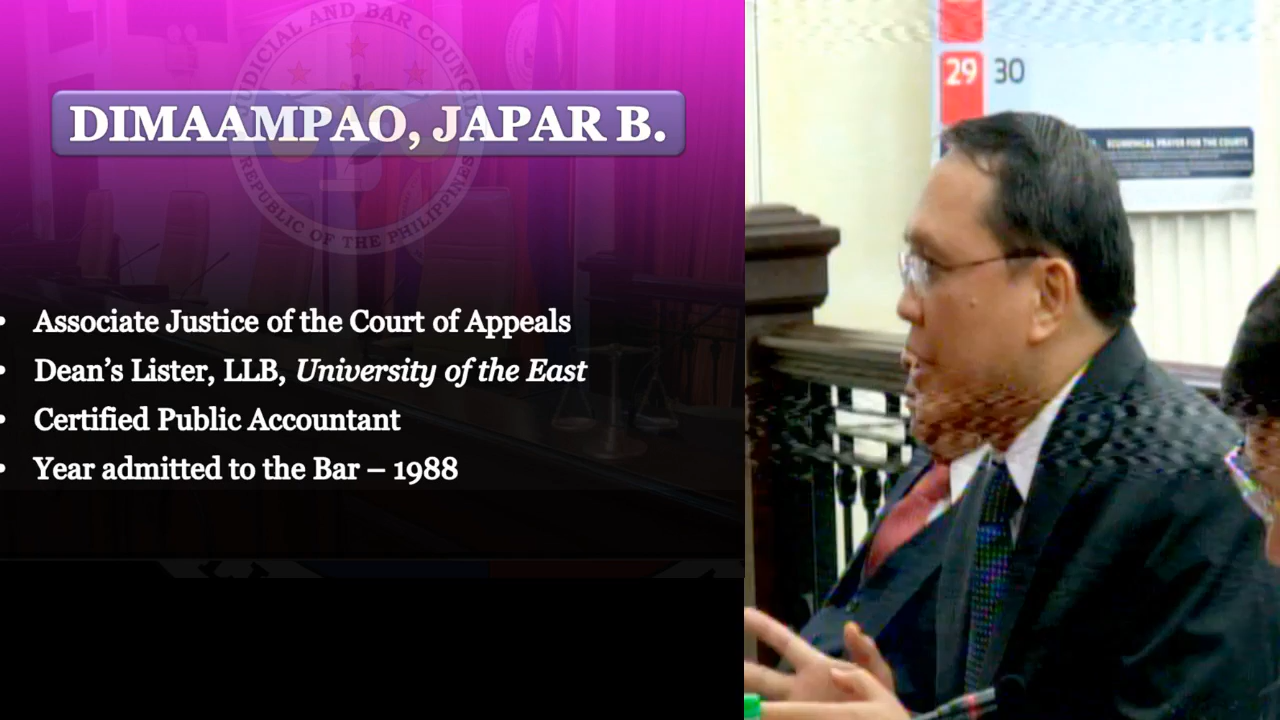 JUDICIAL AND BAR COUNCIL
DIMAAMPAO, JAPAR B.
REPUBLIC OF THE PHILIPPINES
• Associate Justice of the Court of Appeals
• Dean's Lister, LLB, University of the East
• Certified Public Accountant
• Year admitted to the Bar – 1988
29 30
ECUMENICAL PRAYER FOR THE COURTS